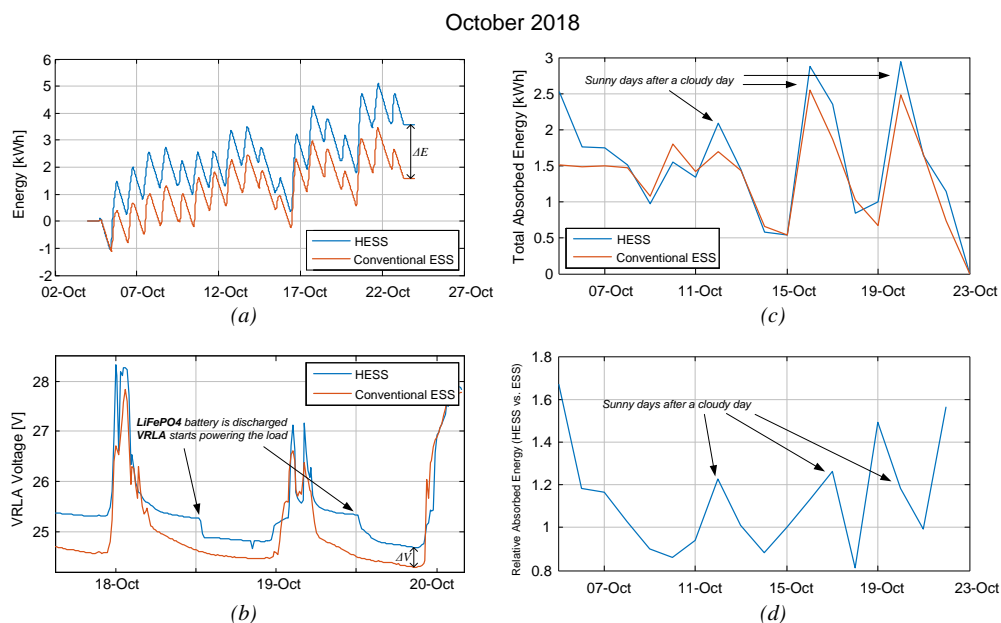 October 2018
Energy [kWh]
6
5
4
3
2
1
0
-1
-2
ΔE
HESS
Conventional ESS
02-Oct 07-Oct 12-Oct 17-Oct 22-Oct 27-Oct
(a)
Total Absorbed Energy [kWh]
3
2.5
2
1.5
1
0.5
0
Sunny days after a cloudy day
HESS
Conventional ESS
07-Oct 11-Oct 15-Oct 19-Oct 23-Oct
(c)
VRLA Voltage [V]
28
27
26
25
HESS
Conventional ESS
LiFePO4 battery is discharged
VRLA starts powering the load
ΔV
18-Oct 19-Oct 20-Oct
(b)
Relative Absorbed Energy (HESS vs. ESS)
1.8
1.6
1.4
1.2
1
0.8
Sunny days after a cloudy day
07-Oct 11-Oct 15-Oct 19-Oct 23-Oct
(d)